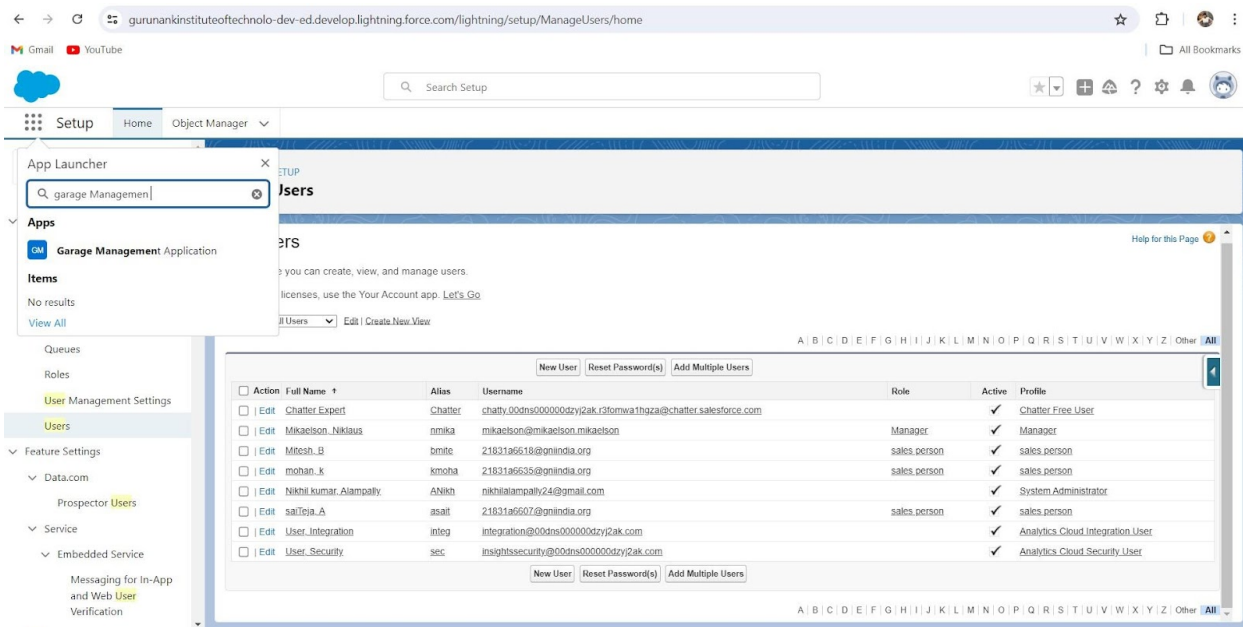 gurunankinstituteoftechnolo-dev-ed.develop.lightning.force.com/lightning/setup/ManageUsers/home
Gmail YouTube All Bookmarks
Search Setup
Setup Home Object Manager
App Launcher
garage Managemen
Apps
GM Garage Management Application
Items
No results
View All
ETUP
Users
ers
Help for this Page
e you can create, view, and manage users.
licenses, use the Your Account app. Let's Go
ll Users Edit | Create New View
A | B | C | D | E | F | G | H | I | J | K | L | M | N | O | P | Q | R | S | T | U | V | W | X | Y | Z | Other All
New User Reset Password(s) Add Multiple Users
Action Full Name ↑ Alias Username Role Active Profile
| Edit Chatter Expert Chatter chatty.00dns000000dzyj2ak.r3fomwa1hgza@chatter.salesforce.com Chatter Free User
| Edit Mikaelson, Niklaus nmika mikaelson@mikaelson.mikaelson Manager Manager
| Edit Mitesh, B bmite 21831a6618@gniindia.org sales person sales person
| Edit mohan, k kmoha 21831a6635@gniindia.org sales person sales person
| Edit Nikhil kumar, Alampally ANikh nikhilalampally24@gmail.com System Administrator
| Edit saiTeja, A asait 21831a6607@gniindia.org sales person sales person
| Edit User, Integration integ integration@00dns000000dzyj2ak.com Analytics Cloud Integration User
| Edit User, Security sec insightssecurity@00dns000000dzyj2ak.com Analytics Cloud Security User
New User Reset Password(s) Add Multiple Users
A | B | C | D | E | F | G | H | I | J | K | L | M | N | O | P | Q | R | S | T | U | V | W | X | Y | Z | Other All
Queues
Roles
User Management Settings
Users
Feature Settings
Data.com
Prospector Users
Service
Embedded Service
Messaging for In-App
and Web User
Verification